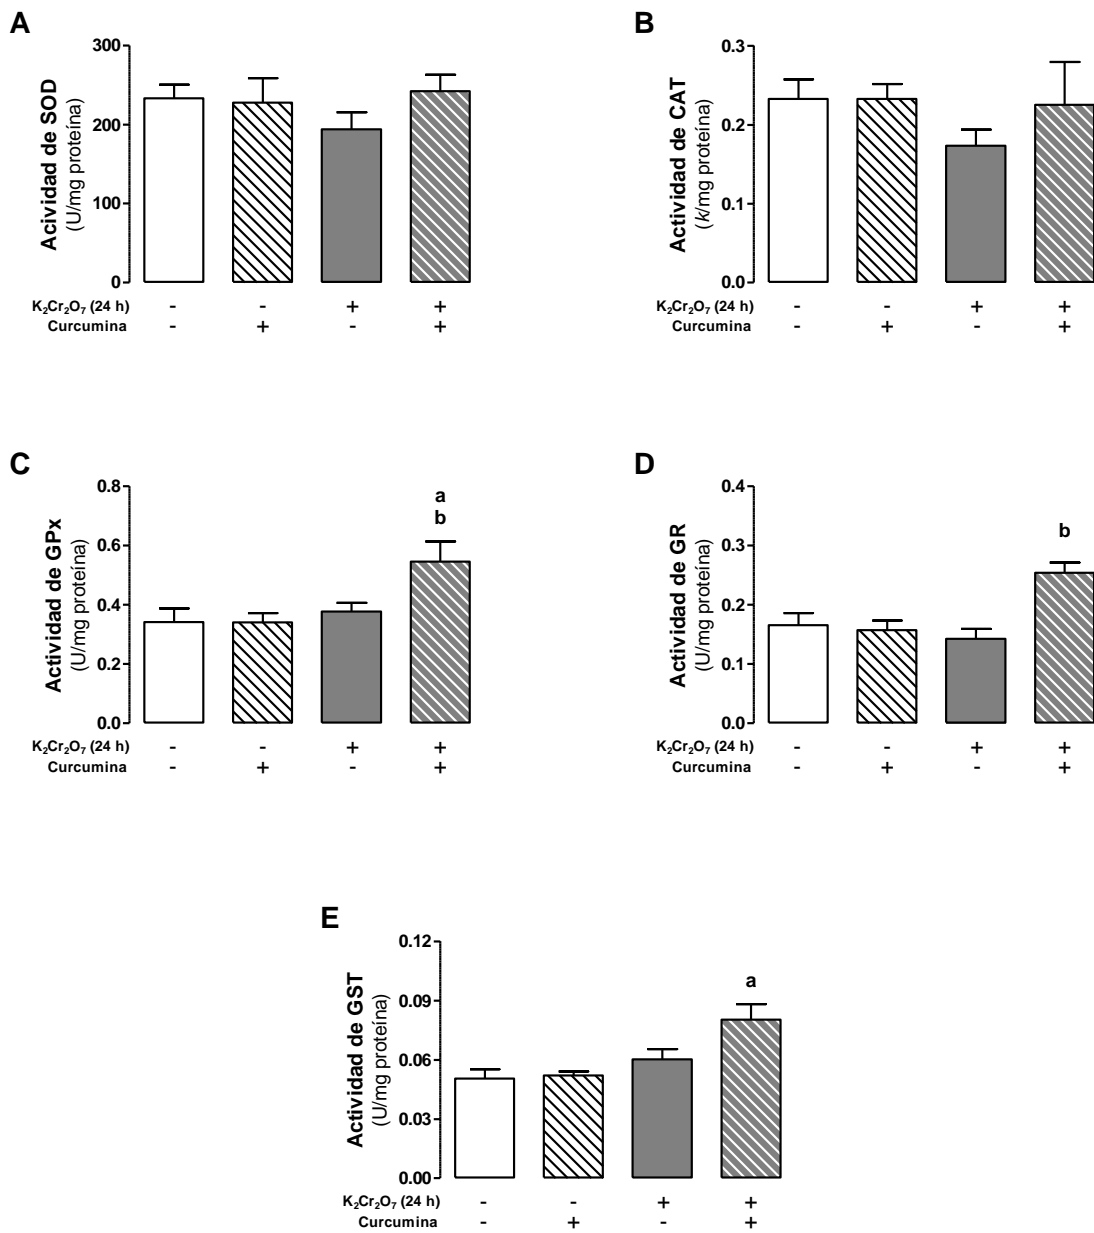 A
Acividad de SOD
(U/mg proteína)
300
200
100
0
K₂Cr₂O₇ (24 h) - - + +
Curcumina - + - +
B
Actividad de CAT
(k/mg proteína)
0.3
0.2
0.1
0.0
K₂Cr₂O₇ (24 h) - - + +
Curcumina - + - +
C
Actividad de GPx
(U/mg proteína)
0.8
0.6
0.4
0.2
0.0
a
b
K₂Cr₂O₇ (24 h) - - + +
Curcumina - + - +
D
Actividad de GR
(U/mg proteína)
0.4
0.3
0.2
0.1
0.0
b
K₂Cr₂O₇ (24 h) - - + +
Curcumina - + - +
E
Actividad de GST
(U/mg proteína)
0.12
0.09
0.06
0.03
0.00
a
K₂Cr₂O₇ (24 h) - - + +
Curcumina - + - +